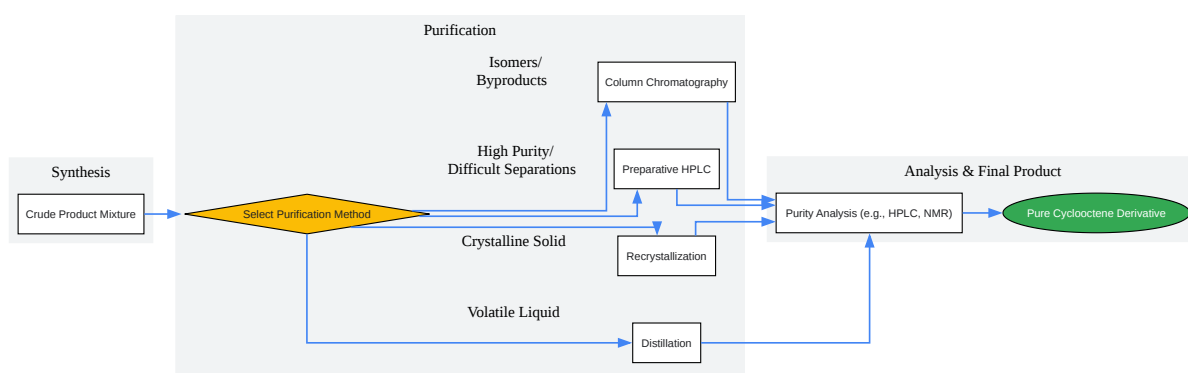 Purification
Isomers/
Byproducts
Column Chromatography
High Purity/
Difficult Separations
Preparative HPLC
Synthesis
Crude Product Mixture
Select Purification Method
Crystalline Solid
Recrystallization
Volatile Liquid
Distillation
Analysis & Final Product
Purity Analysis (e.g., HPLC, NMR)
Pure Cyclooctene Derivative